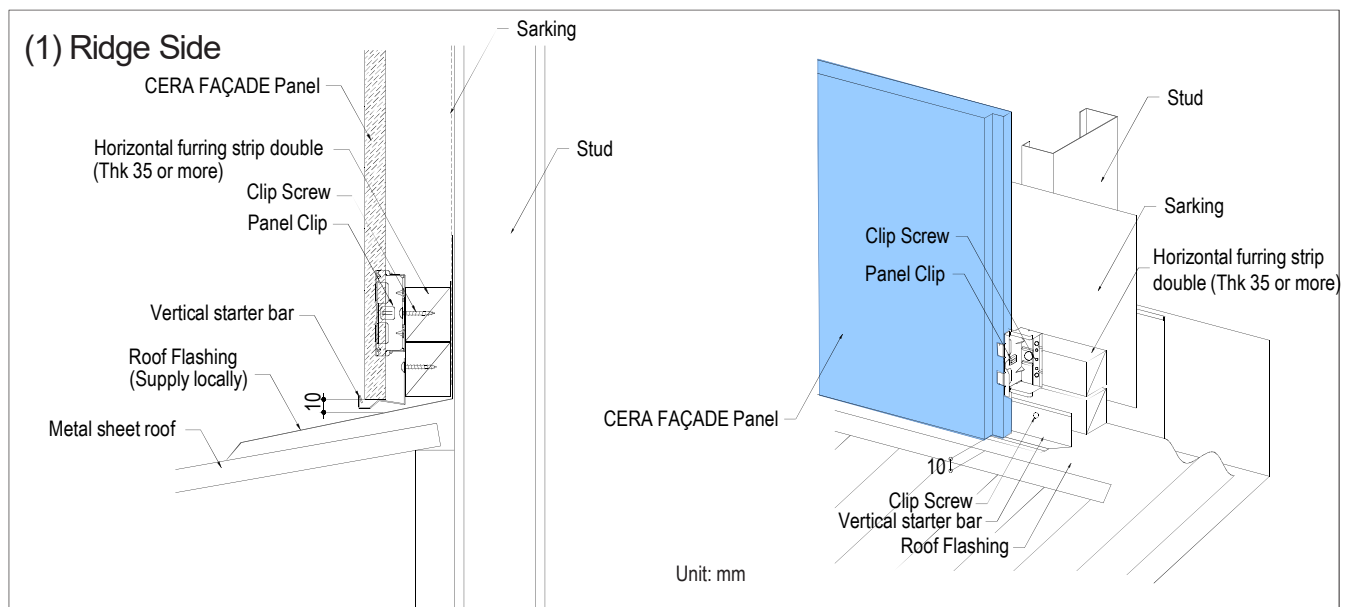 (1) Ridge Side
Sarking
CERA FAÇADE Panel
Horizontal furring strip double
(Thk 35 or more)
Stud
Clip Screw
Panel Clip
Vertical starter bar
Roof Flashing
(Supply locally)
10
Metal sheet roof
Stud
Sarking
Clip Screw
Horizontal furring strip
double (Thk 35 or more)
Panel Clip
CERA FAÇADE Panel
10
Clip Screw
Vertical starter bar
Roof Flashing
Unit: mm